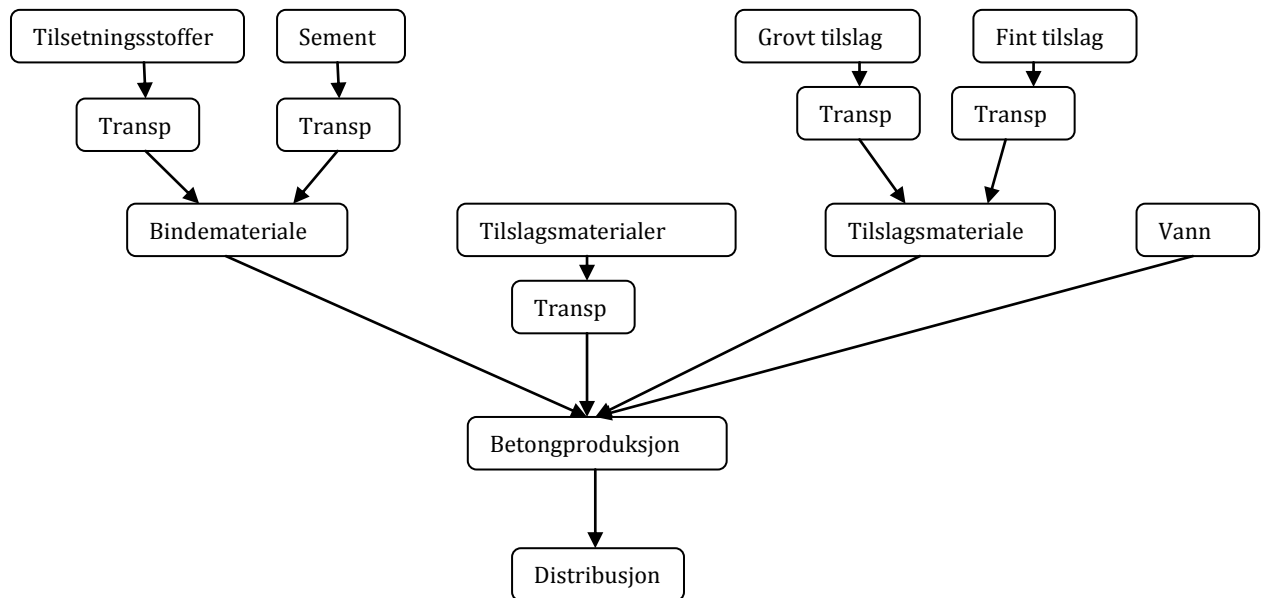 Tilsetningsstoffer
Sement
Grovt tilslag
Fint tilslag
Transp
Transp
Transp
Transp
Bindemateriale
Tilslagsmaterialer
Tilslagsmateriale
Vann
Transp
Betongproduksjon
Distribusjon